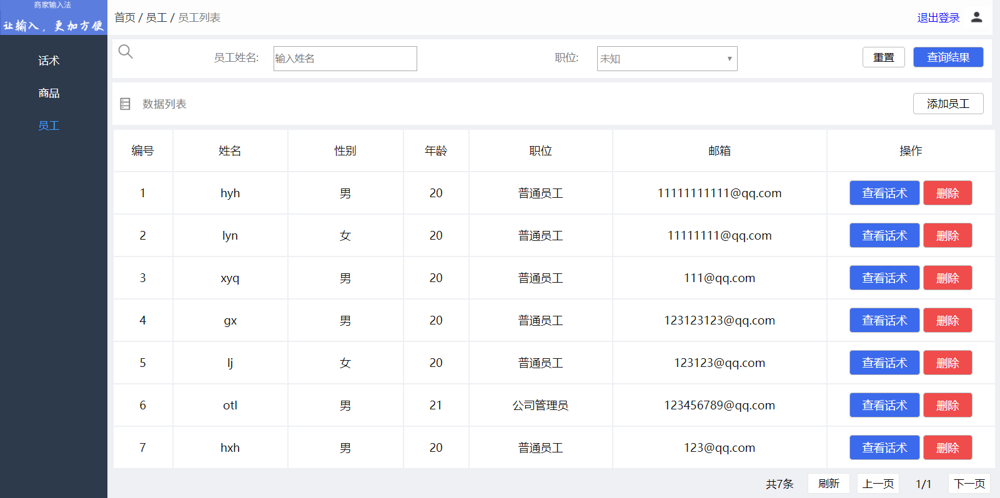 商家输入法
让输入，更加方便
首页 / 员工 / 员工列表
退出登录
话术
商品
员工
员工姓名:
输入姓名
职位:
未知
重置
查询结果
数据列表
添加员工
编号 姓名 性别 年龄 职位 邮箱 操作
1 hyh 男 20 普通员工 11111111111@qq.com 查看话术 删除
2 lyn 女 20 普通员工 11111111@qq.com 查看话术 删除
3 xyq 男 20 普通员工 111@qq.com 查看话术 删除
4 gx 男 20 普通员工 123123123@qq.com 查看话术 删除
5 lj 女 20 普通员工 123123@qq.com 查看话术 删除
6 otl 男 21 公司管理员 123456789@qq.com 查看话术 删除
7 hxh 男 20 普通员工 123@qq.com 查看话术 删除
共7条 刷新 上一页 1/1 下一页